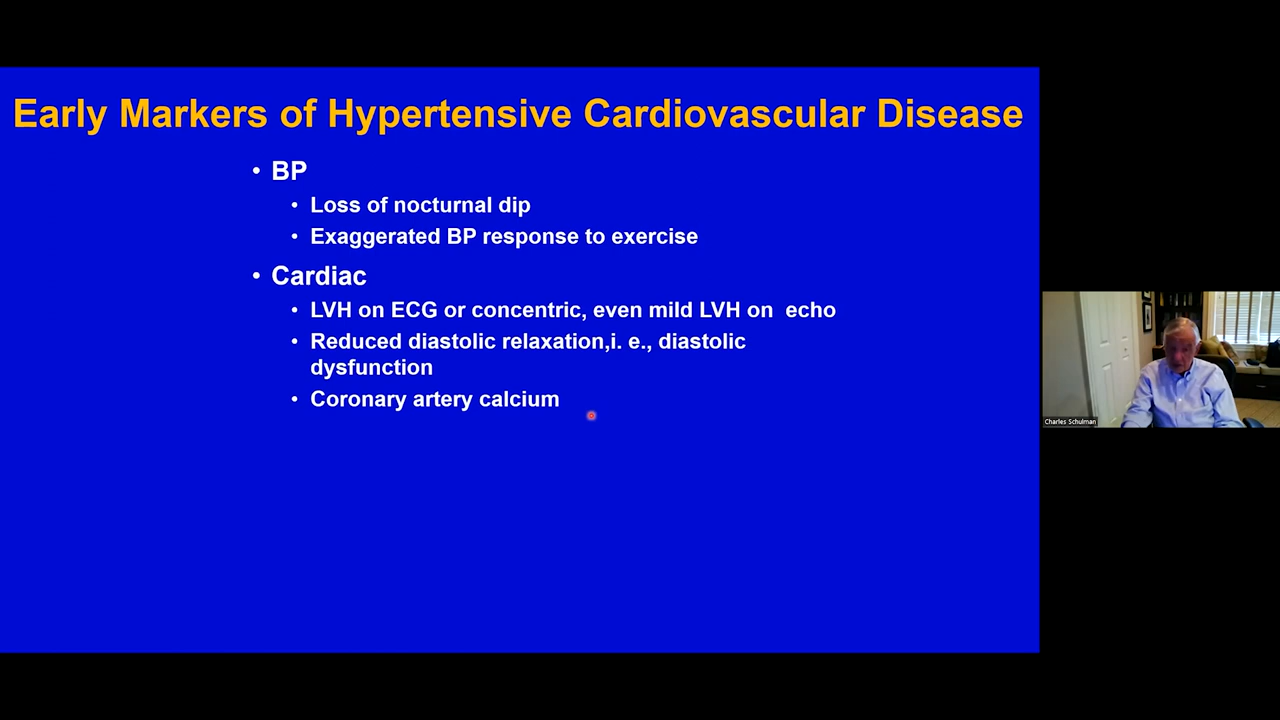 Early Markers of Hypertensive Cardiovascular Disease
• BP
• Loss of nocturnal dip
• Exaggerated BP response to exercise
• Cardiac
• LVH on ECG or concentric, even mild LVH on  echo
• Reduced diastolic relaxation,i. e., diastolic
dysfunction
• Coronary artery calcium
Charles Schulman